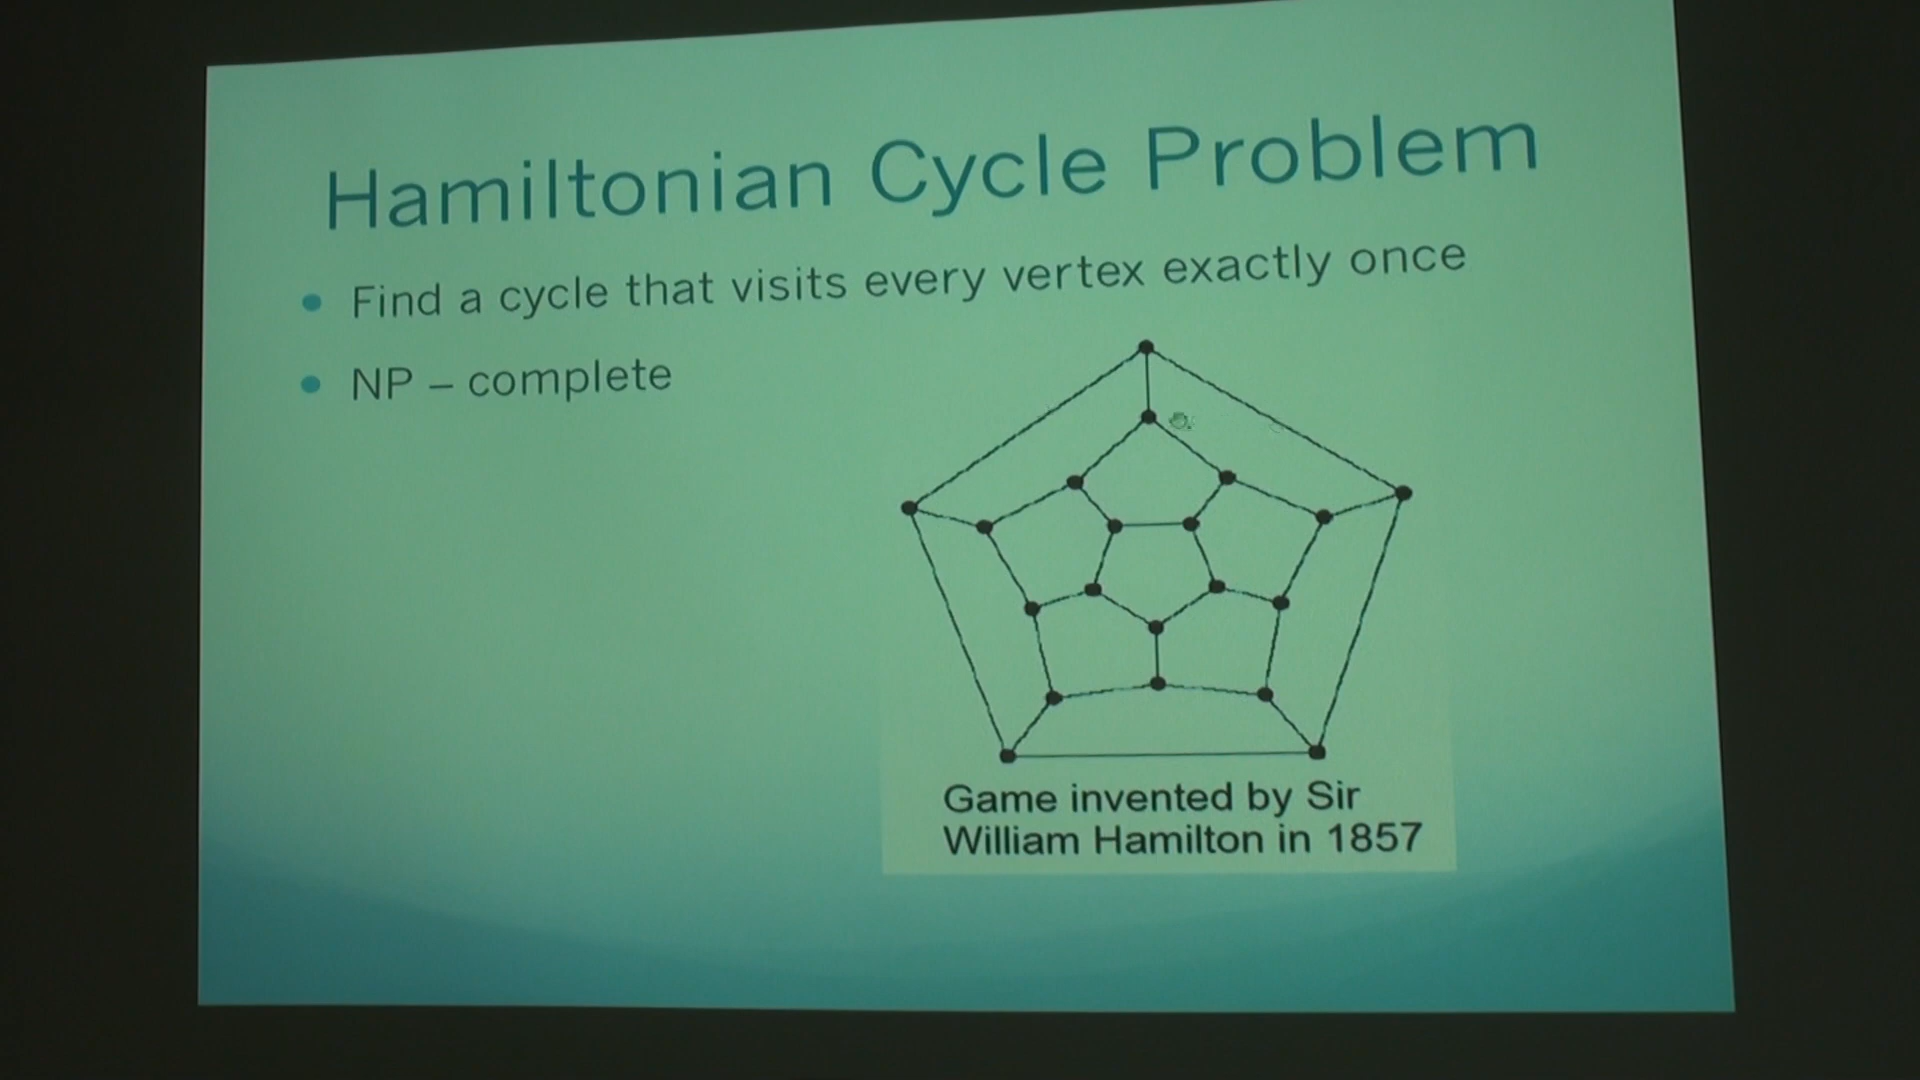 Hamiltonian Cycle Problem
Find a cycle that visits every vertex exactly once
NP – complete
Game invented by Sir
William Hamilton in 1857